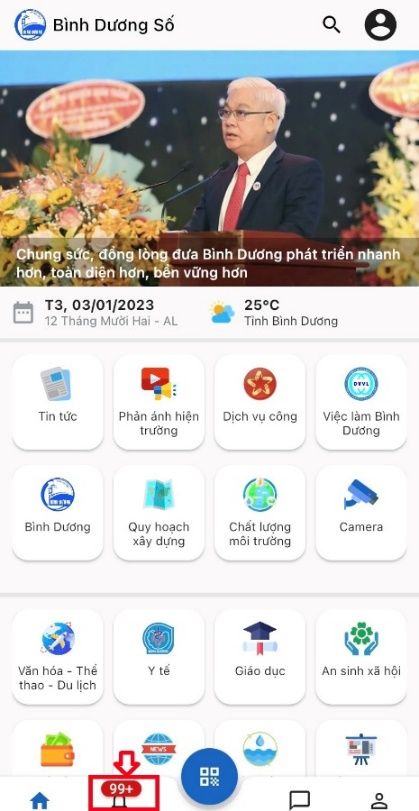 Bình Dương Số
Chung sức, đồng lòng đưa Bình Dương phát triển nhanh
hơn, toàn diện hơn, bền vững hơn
T3, 03/01/2023
12 Tháng Mười Hai - AL
25°C
Tỉnh Bình Dương
Tin tức
Phản ánh hiện
trường
Dịch vụ công
DVVL
Việc làm Bình
Dương
Bình Dương
Quy hoạch
xây dựng
Chất lượng
môi trường
Camera
Văn hóa - Thể
thao - Du lịch
Y tế
Giáo dục
An sinh xã hội
NEWS
99+